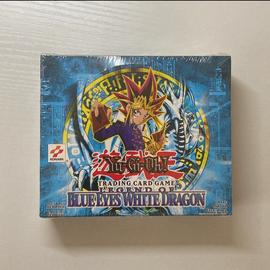 Yu-Gi-Oh!
TRADING CARD GAME
LEGEND OF
BLUE EYES WHITE DRAGON
KONAMI